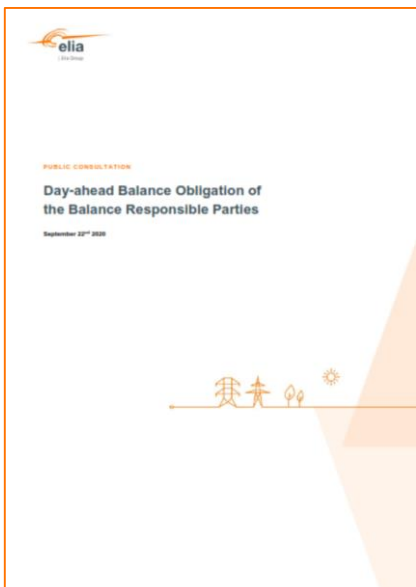 elia
Elia Group
PUBLIC CONSULTATION
Day-ahead Balance Obligation of
the Balance Responsible Parties
September 22nd 2020